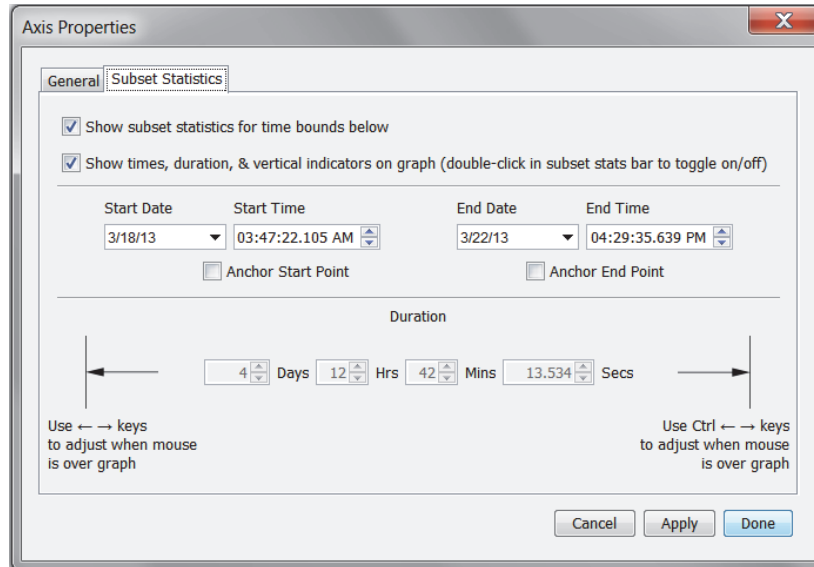 Axis Properties
X
General Subset Statistics
Show subset statistics for time bounds below
Show times, duration, & vertical indicators on graph (double-click in subset stats bar to toggle on/off)
Start Date Start Time End Date End Time
3/18/13 03:47:22.105 AM 3/22/13 04:29:35.639 PM
Anchor Start Point Anchor End Point
Duration
4 Days 12 Hrs 42 Mins 13.534 Secs
Use ← → keys
to adjust when mouse
is over graph
Use Ctrl ← → keys
to adjust when mouse
is over graph
Cancel Apply Done